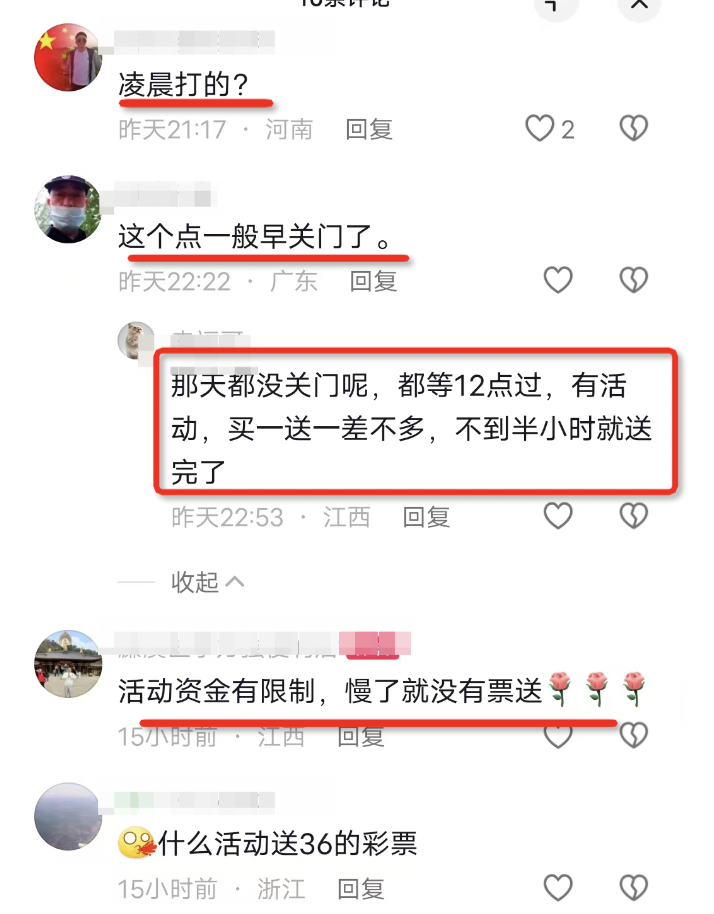 凌晨打的？
昨天21:17 · 河南 回复
2
这个点一般早关门了。
昨天22:22 · 广东 回复
那天都没关门呢，都等12点过，有活
动，买一送一差不多，不到半小时就送
完了
昨天22:53 · 江西 回复
收起
活动资金有限制，慢了就没有票送🌹🌹🌹
15小时前 · 江西 回复
什么活动送36的彩票
15小时前 · 浙江 回复